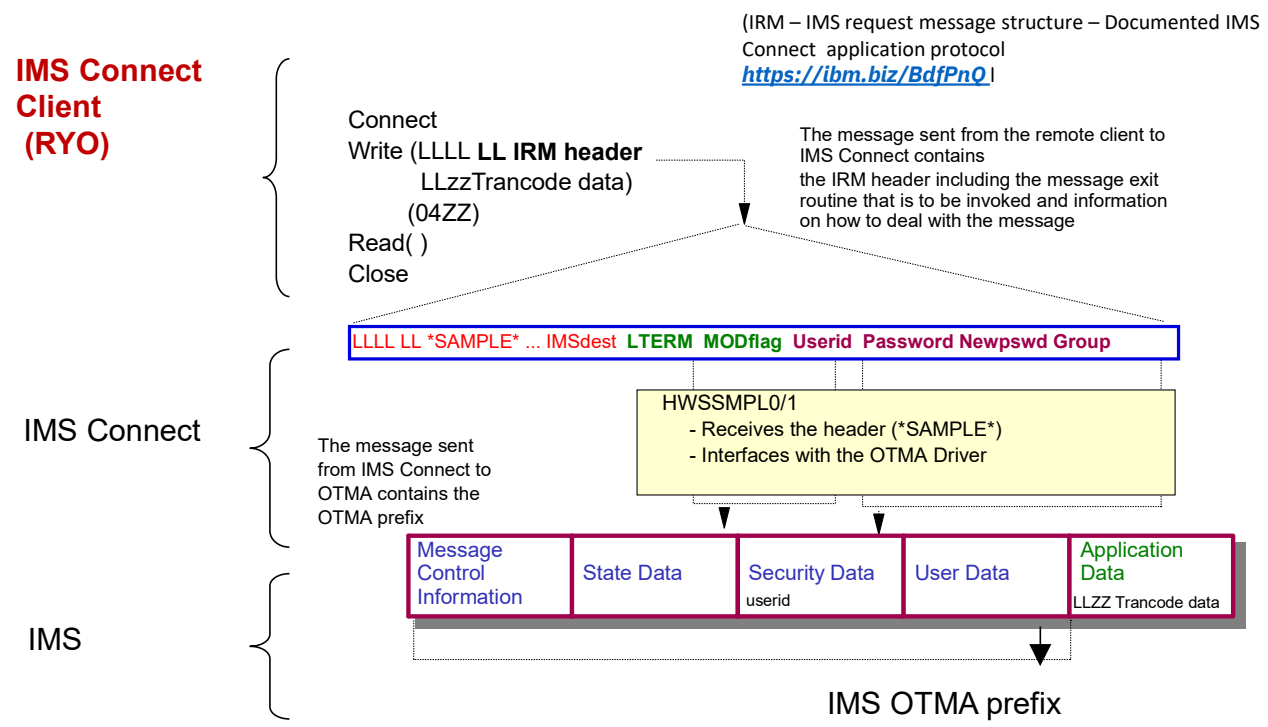 (IRM – IMS request message structure – Documented IMS
Connect application protocol
https://ibm.biz/BdfPnQ I
IMS Connect
Client
(RYO)
Connect
Write (LLLL LL IRM header
LLzzTrancode data)
(04ZZ)
Read( )
Close
The message sent from the remote client to
IMS Connect contains
the IRM header including the message exit
routine that is to be invoked and information
on how to deal with the message
LLLL LL *SAMPLE* ... IMSdest LTERM MODflag Userid Password Newpswd Group
IMS Connect
HWSSMPL0/1
- Receives the header (*SAMPLE*)
- Interfaces with the OTMA Driver
The message sent
from IMS Connect to
OTMA contains the
OTMA prefix
Message
Control
Information
State Data
Security Data
userid
User Data
Application
Data
LLZZ Trancode data
IMS
IMS OTMA prefix